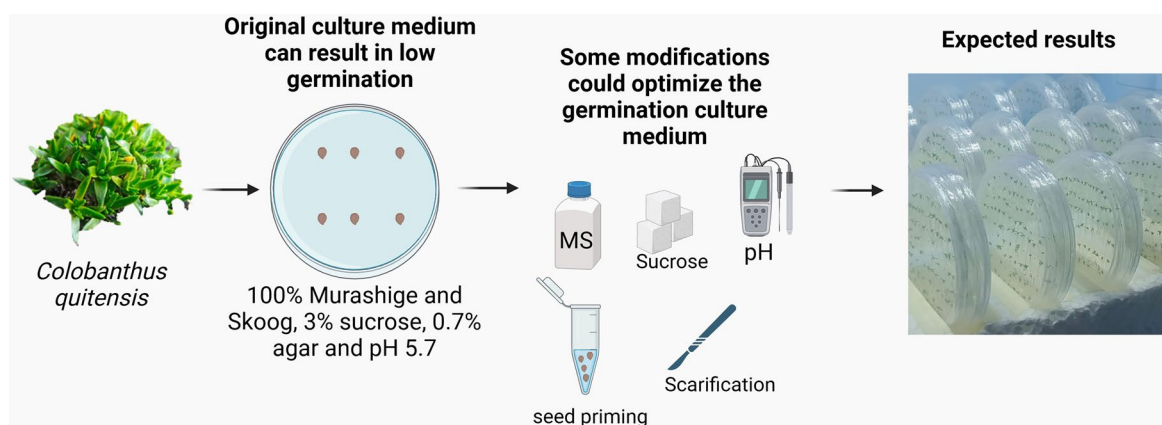 Original culture medium
can result in low
germination
Colobanthus
quitensis
100% Murashige and
Skoog, 3% sucrose, 0.7%
agar and pH 5.7
Some modifications
could optimize the
germination culture
medium
MS
Sucrose
pH
seed priming
Scarification
Expected results